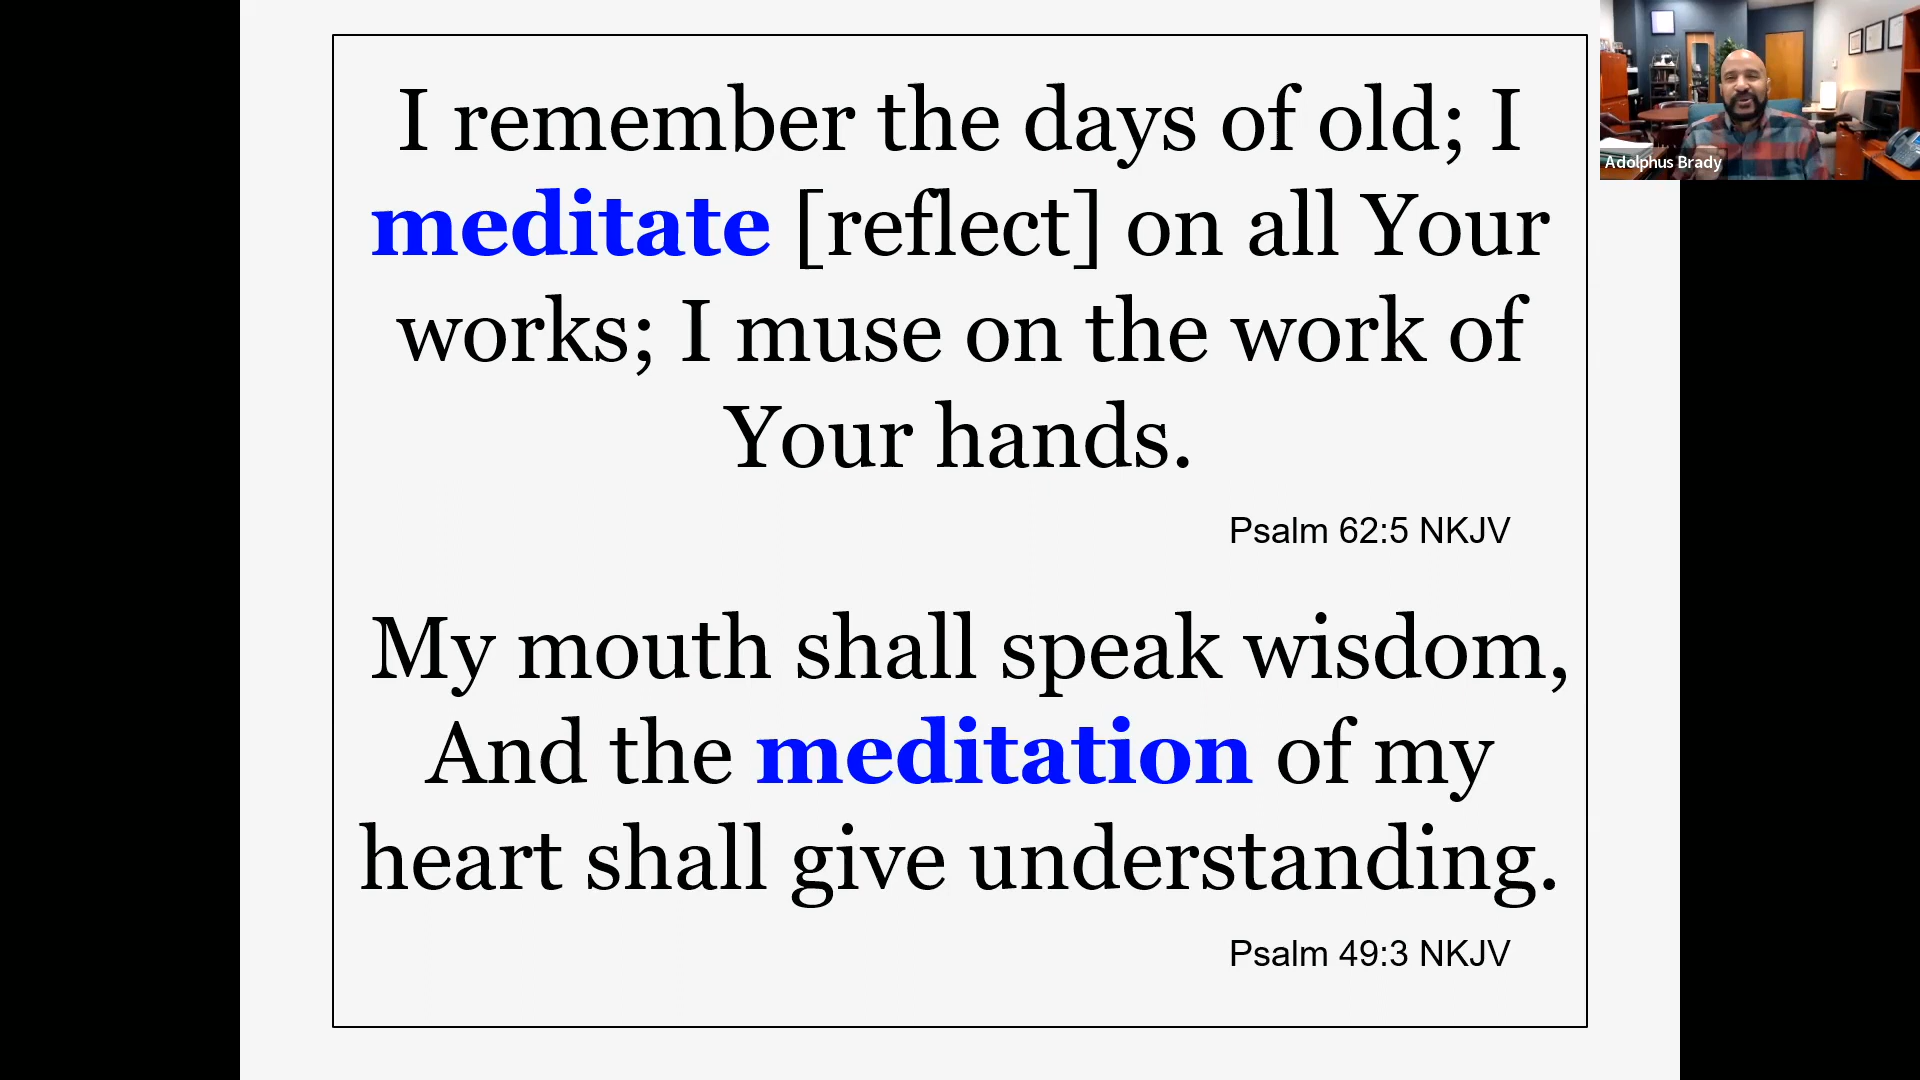 I remember the days of old; I
meditate [reflect] on all Your
works; I muse on the work of
Your hands.
Psalm 62:5 NKJV
My mouth shall speak wisdom,
And the meditation of my
heart shall give understanding.
Psalm 49:3 NKJV
Adolphus Brady